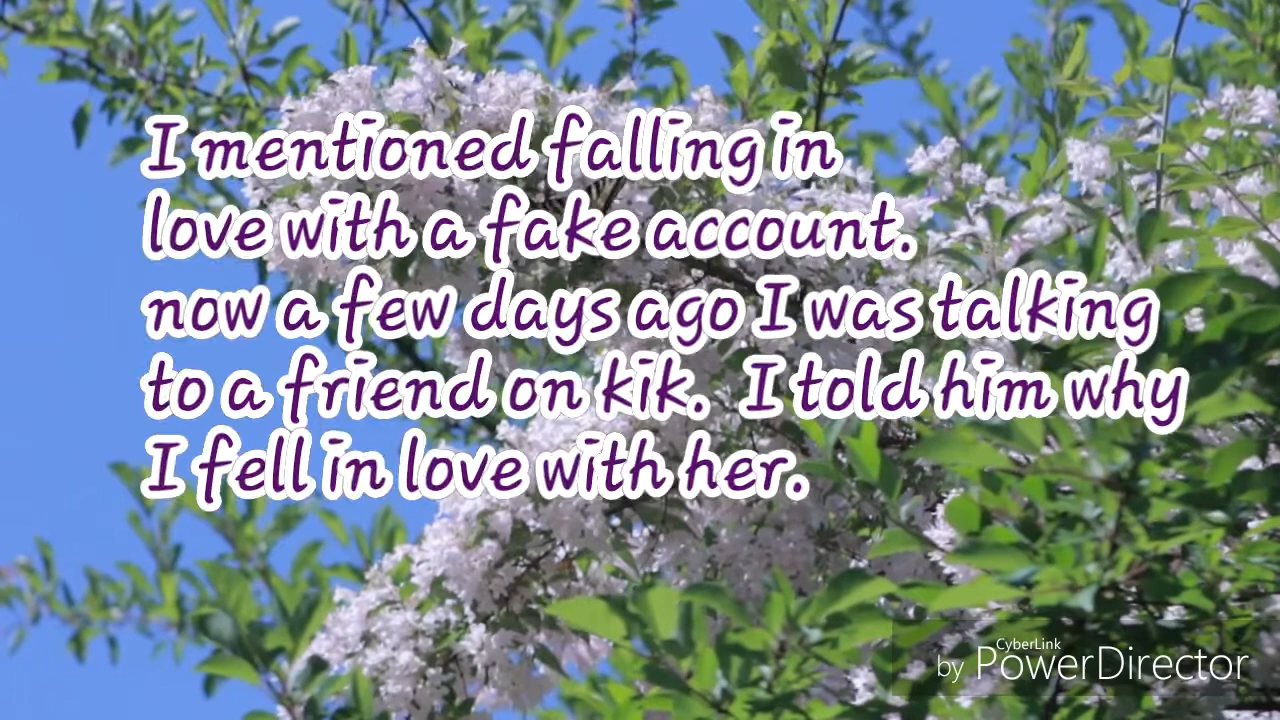 I mentioned falling in
love with a fake account.
now a few days ago I was talking
to a friend on kik.  I told him why
I fell in love with her.
CyberLink
by PowerDirector